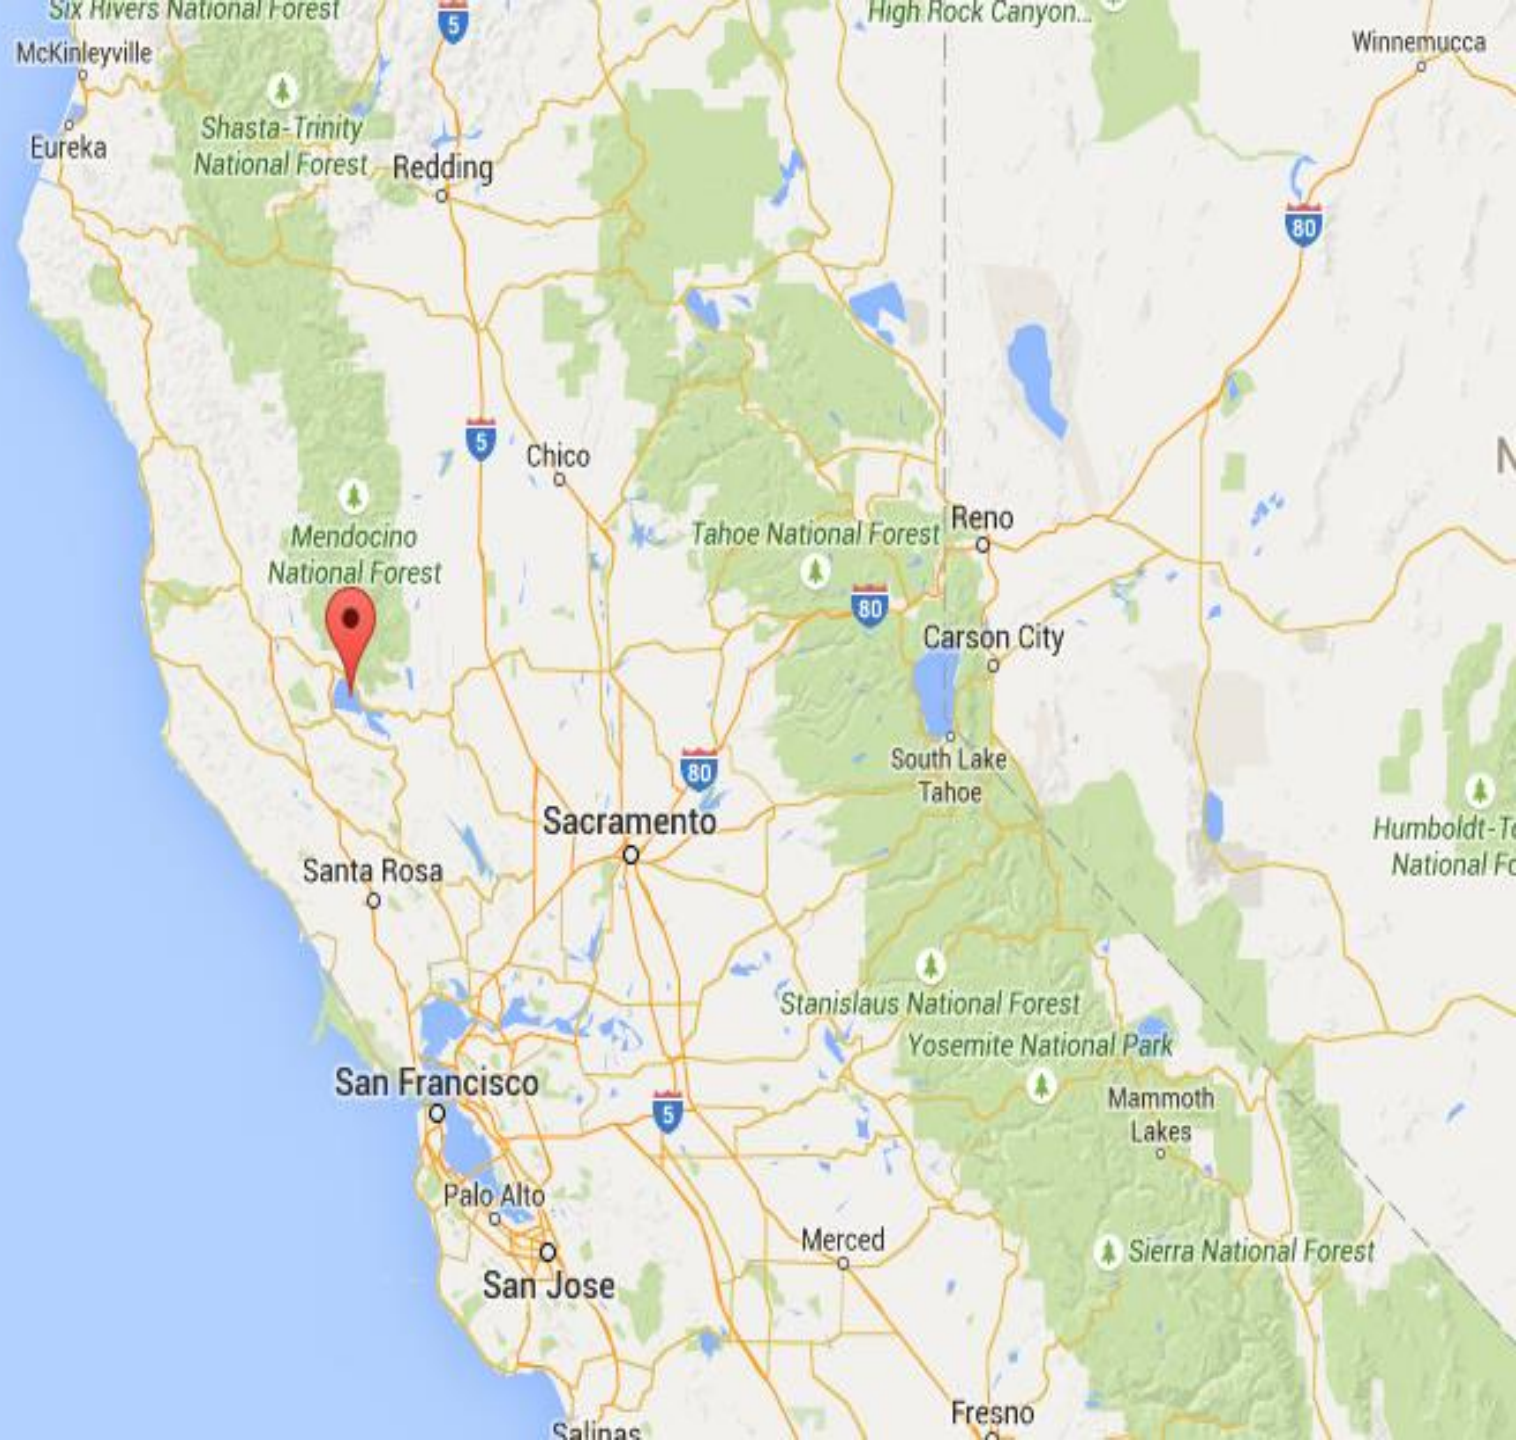 Six Rivers National Forest
5
High Rock Canyon...
McKinleyville
Winnemucca
Eureka
Shasta-Trinity
National Forest
Redding
80
5
Chico
N
Mendocino
National Forest
Tahoe National Forest
Reno
80
Carson City
South Lake
Tahoe
80
Sacramento
Humboldt-To
National Fo
Santa Rosa
Stanislaus National Forest
Yosemite National Park
San Francisco
5
Mammoth
Lakes
Palo Alto
Merced
Sierra National Forest
San Jose
Fresno
Salinas